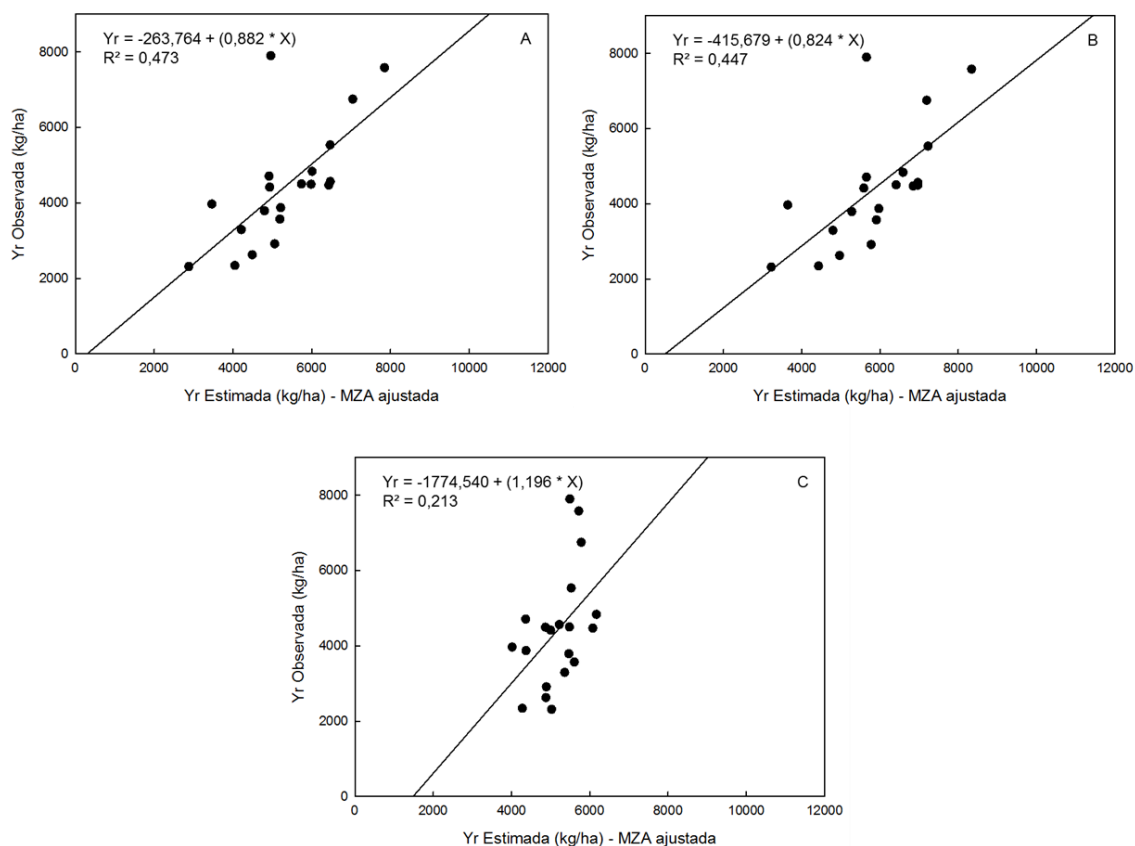 Yr = -263,764 + (0,882 * X)
R² = 0,473
A
Yr Observada (kg/ha)
8000
6000
4000
2000
0
0 2000 4000 6000 8000 10000 12000
Yr Estimada (kg/ha) - MZA ajustada
Yr = -415,679 + (0,824 * X)
R² = 0,447
B
Yr Observada (kg/ha)
8000
6000
4000
2000
0
0 2000 4000 6000 8000 10000 12000
Yr Estimada (kg/ha) - MZA ajustada
Yr = -1774,540 + (1,196 * X)
R² = 0,213
C
Yr Observada (kg/ha)
8000
6000
4000
2000
0
0 2000 4000 6000 8000 10000 12000
Yr Estimada (kg/ha) - MZA ajustada